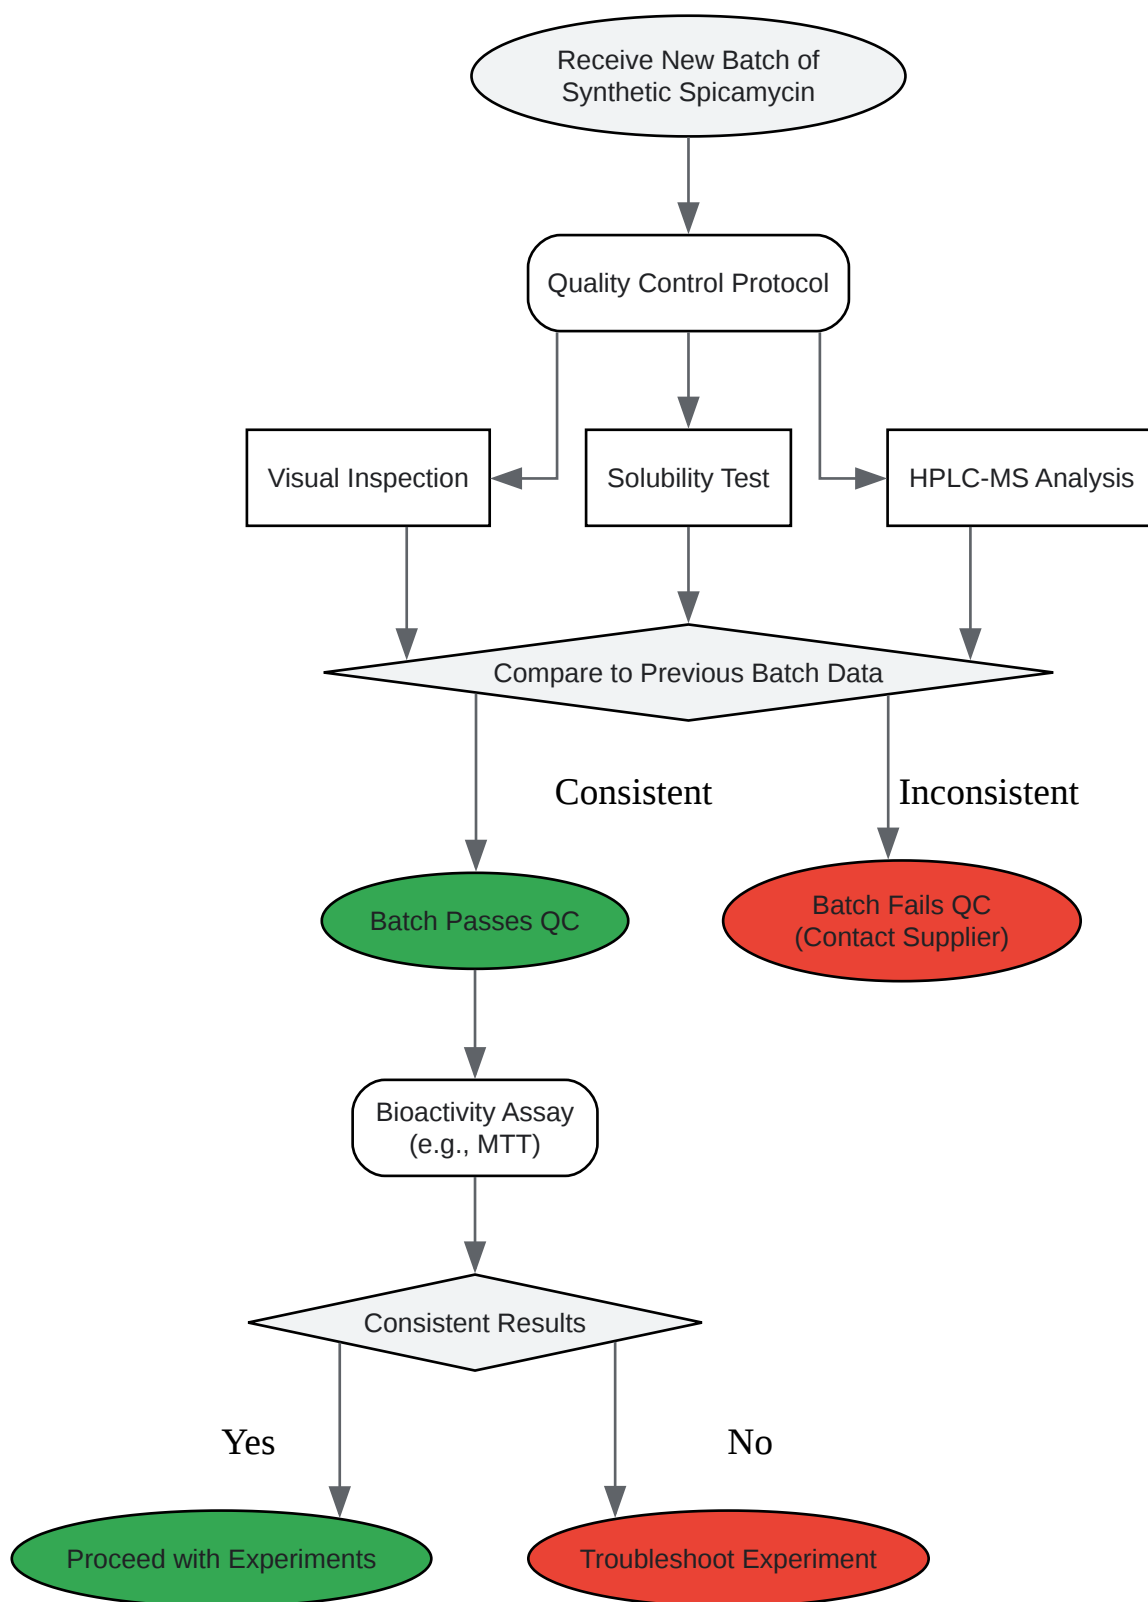 Receive New Batch of
Synthetic Spicamycin
Quality Control Protocol
Visual Inspection
Solubility Test
HPLC-MS Analysis
Compare to Previous Batch Data
Consistent
Inconsistent
Batch Passes QC
Batch Fails QC
(Contact Supplier)
Bioactivity Assay
(e.g., MTT)
Consistent Results
Yes
No
Proceed with Experiments
Troubleshoot Experiment